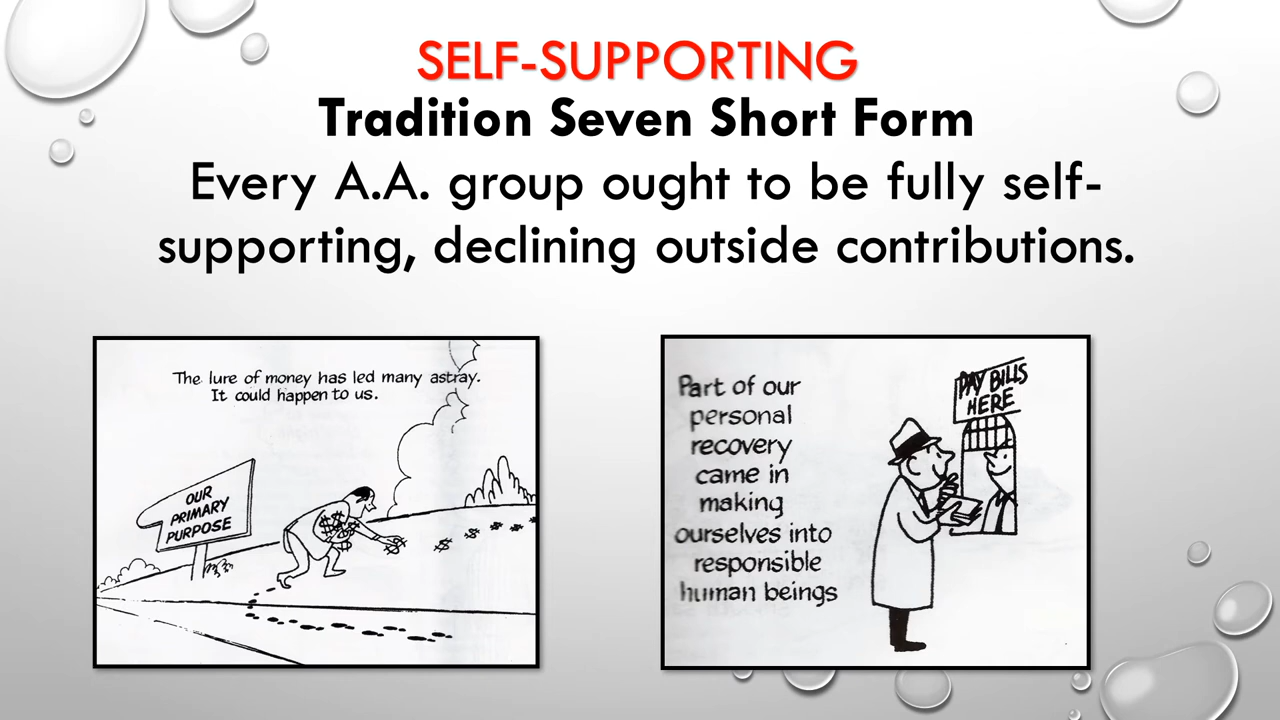 SELF-SUPPORTING
Tradition Seven Short Form
Every A.A. group ought to be fully self-
supporting, declining outside contributions.
The lure of money has led many astray.
It could happen to us.
OUR
PRIMARY
PURPOSE
$ $ $ $ $
Part of our
personal
recovery
came in
making
ourselves into
responsible
human beings
PAY BILLS
HERE